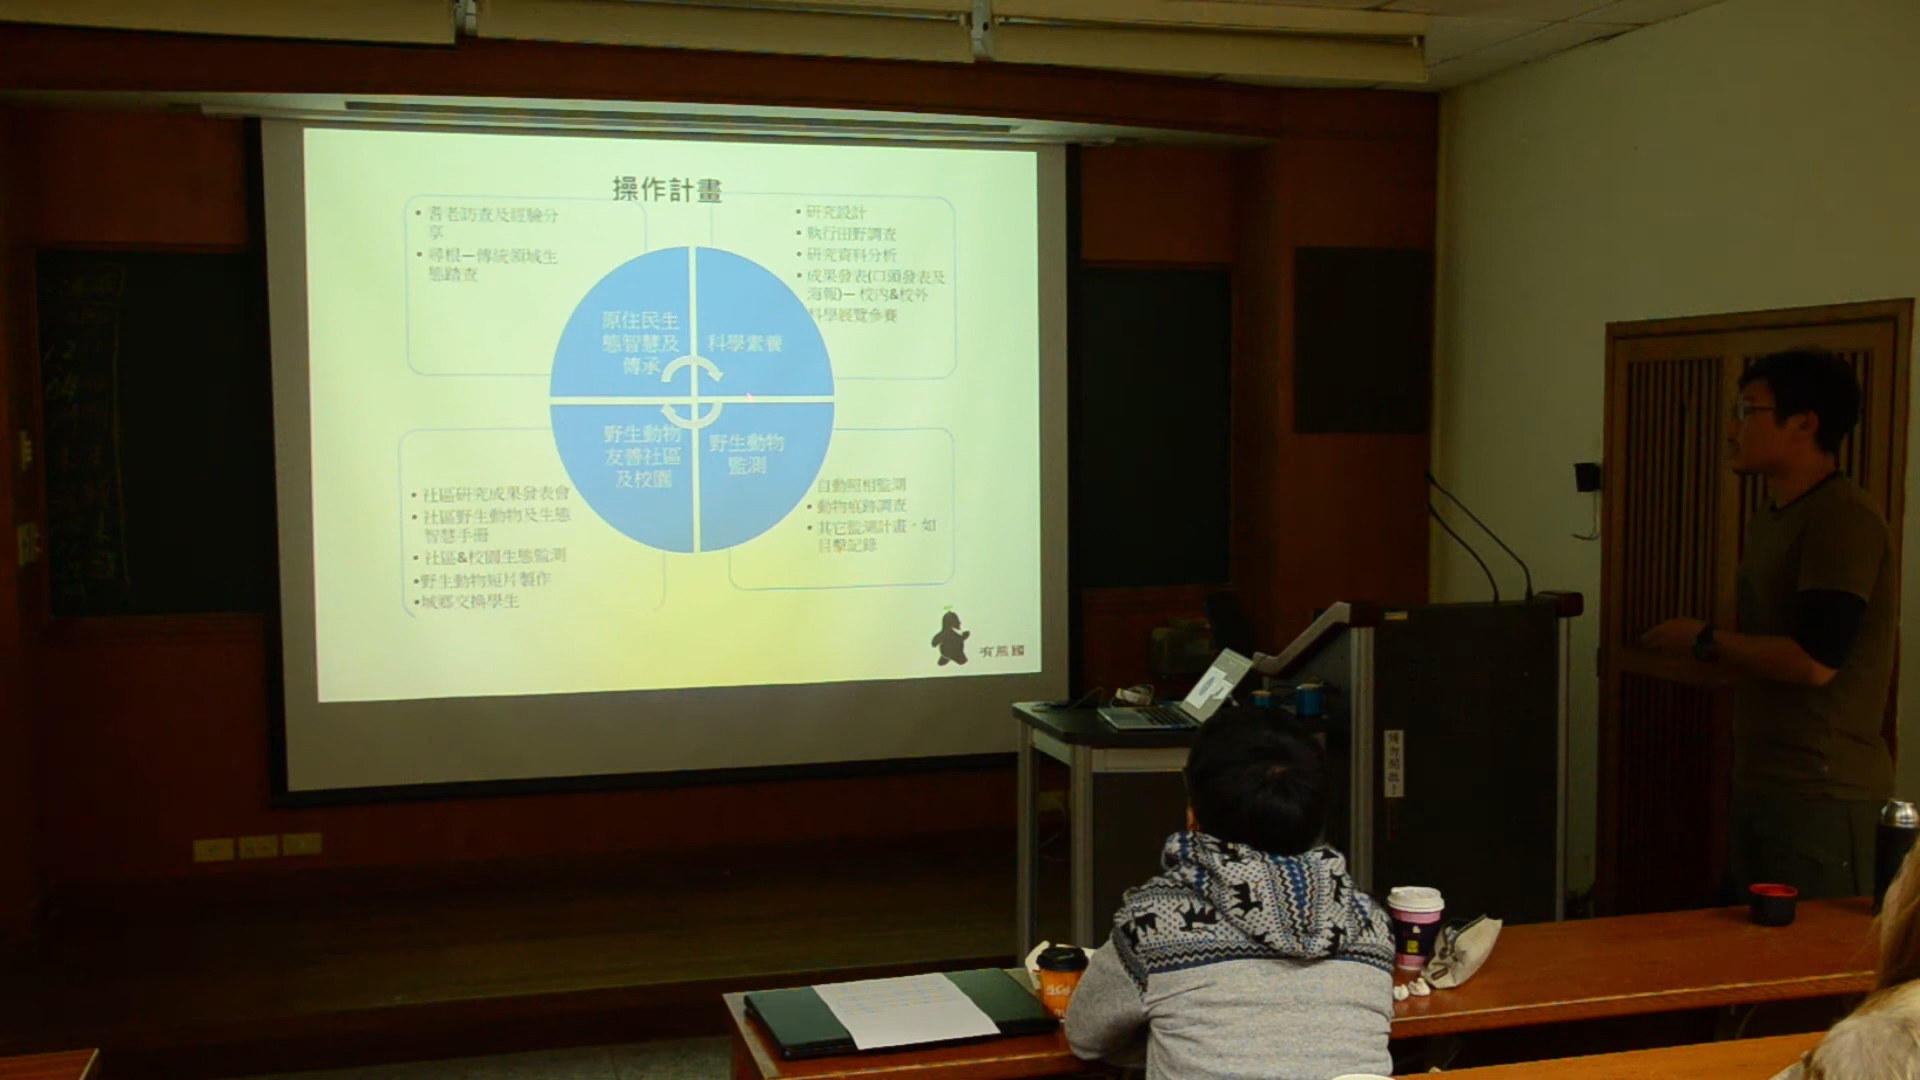 操作計畫
• 耆老訪查及經驗分
享
• 尋根—傳統領域生
態踏查
• 研究設計
• 執行田野調查
• 研究資料分析
• 成果發表(口頭發表及
海報)— 校內&校外
科學展覽參賽
原住民生
態智慧及
傳承
科學素養
野生動物
友善社區
及校園
野生動物
監測
• 社區研究成果發表會
• 社區野生動物及生態
智慧手冊
• 社區&校園生態監測
•野生動物短片製作
•城鄉交換學生
自動照相監測
• 動物痕跡調查
• 其它監測計畫，如
目擊記錄
有熊國